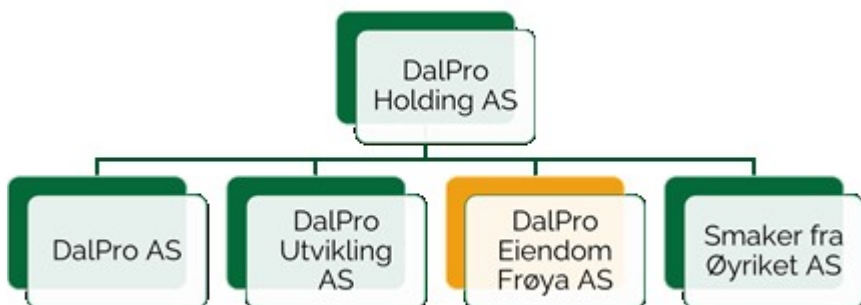 DalPro
Holding AS
DalPro AS
DalPro
Utvikling
AS
DalPro
Eiendom
Frøya AS
Smaker fra
Øyriket AS